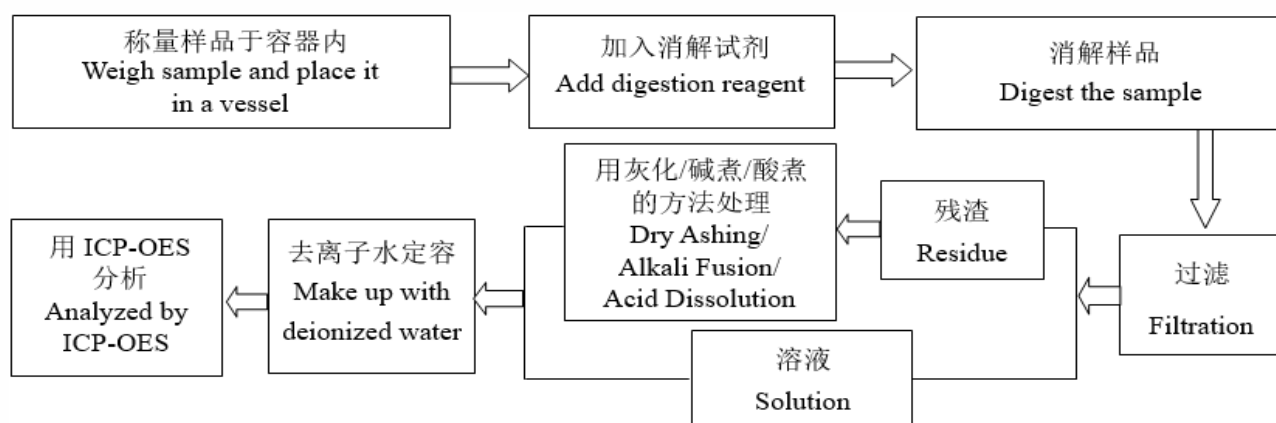 称量样品于容器内
Weigh sample and place it
in a vessel
加入消解试剂
Add digestion reagent
消解样品
Digest the sample
过滤
Filtration
残渣
Residue
用灰化/碱煮/酸煮
的方法处理
Dry Ashing/
Alkali Fusion/
Acid Dissolution
溶液
Solution
去离子水定容
Make up with
deionized water
用 ICP-OES
分析
Analyzed by
ICP-OES